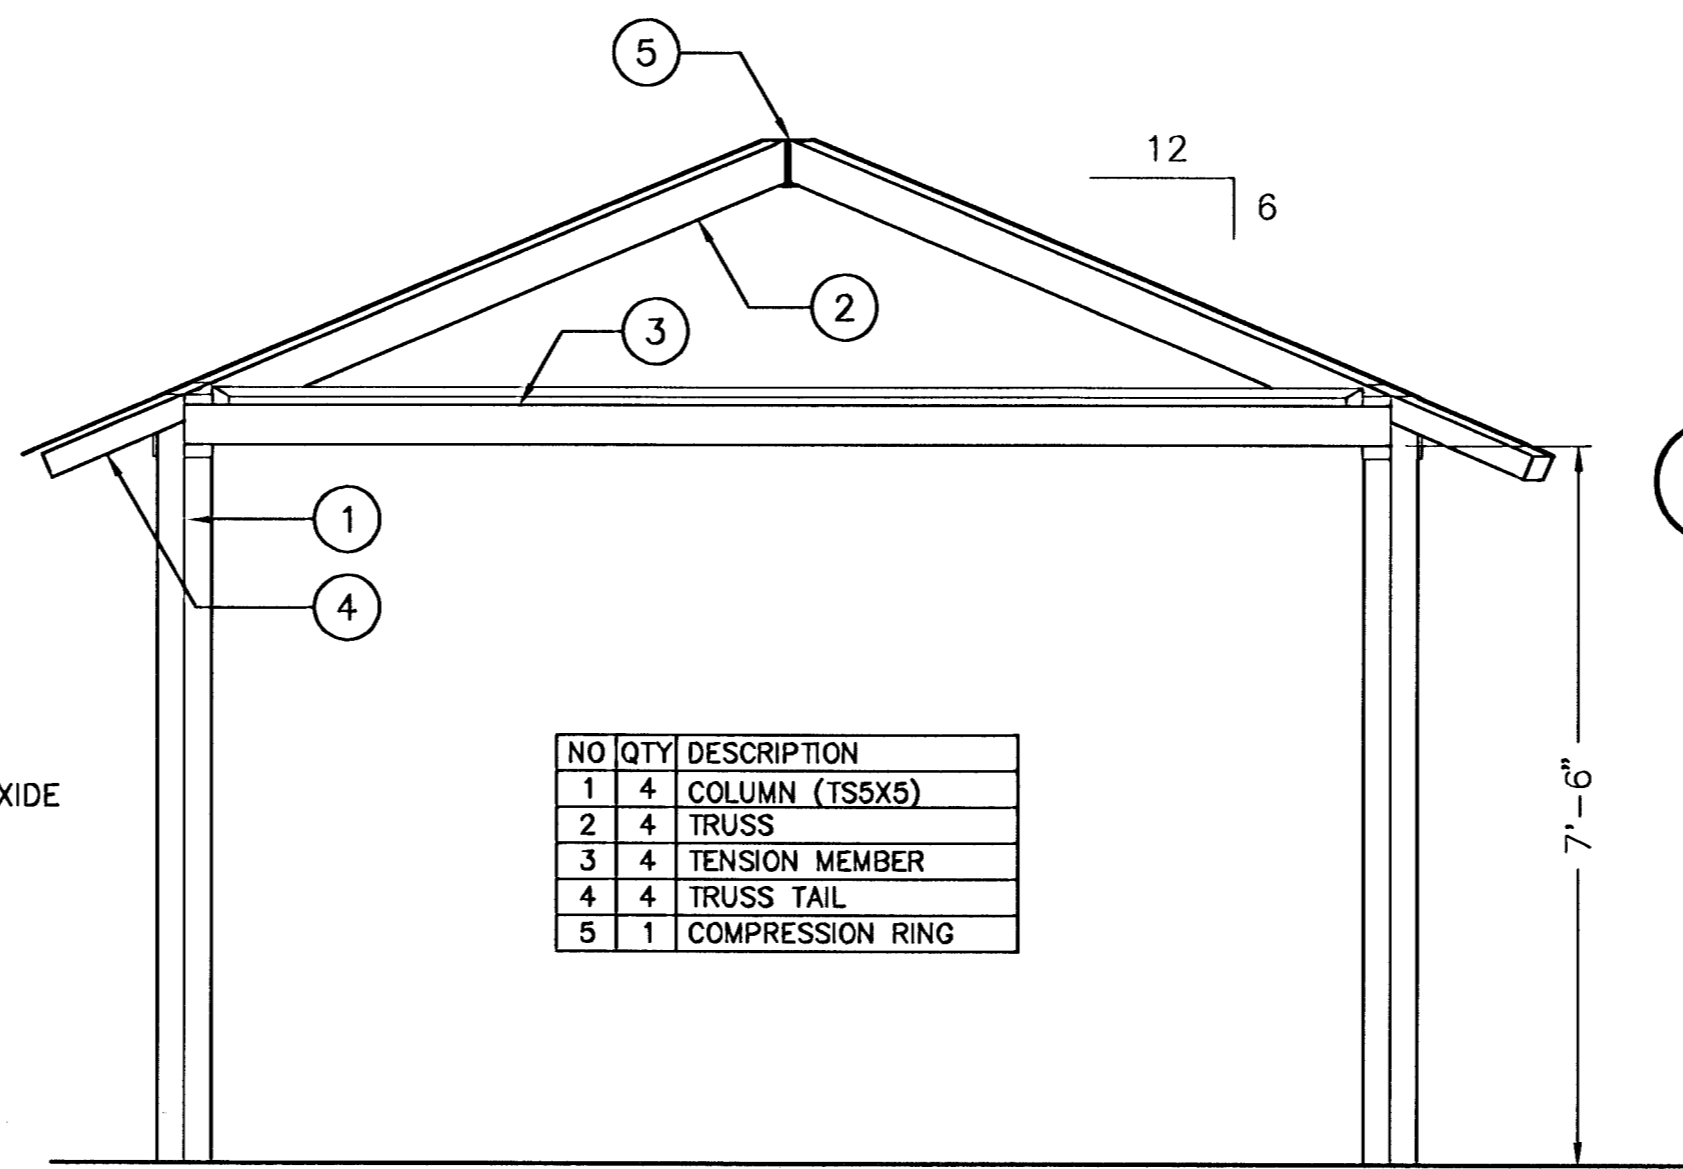 5
12
6
2
3
1
4
XIDE
NO QTY DESCRIPTION
1 4 COLUMN (TS5X5)
2 4 TRUSS
3 4 TENSION MEMBER
4 4 TRUSS TAIL
5 1 COMPRESSION RING
7'-6"